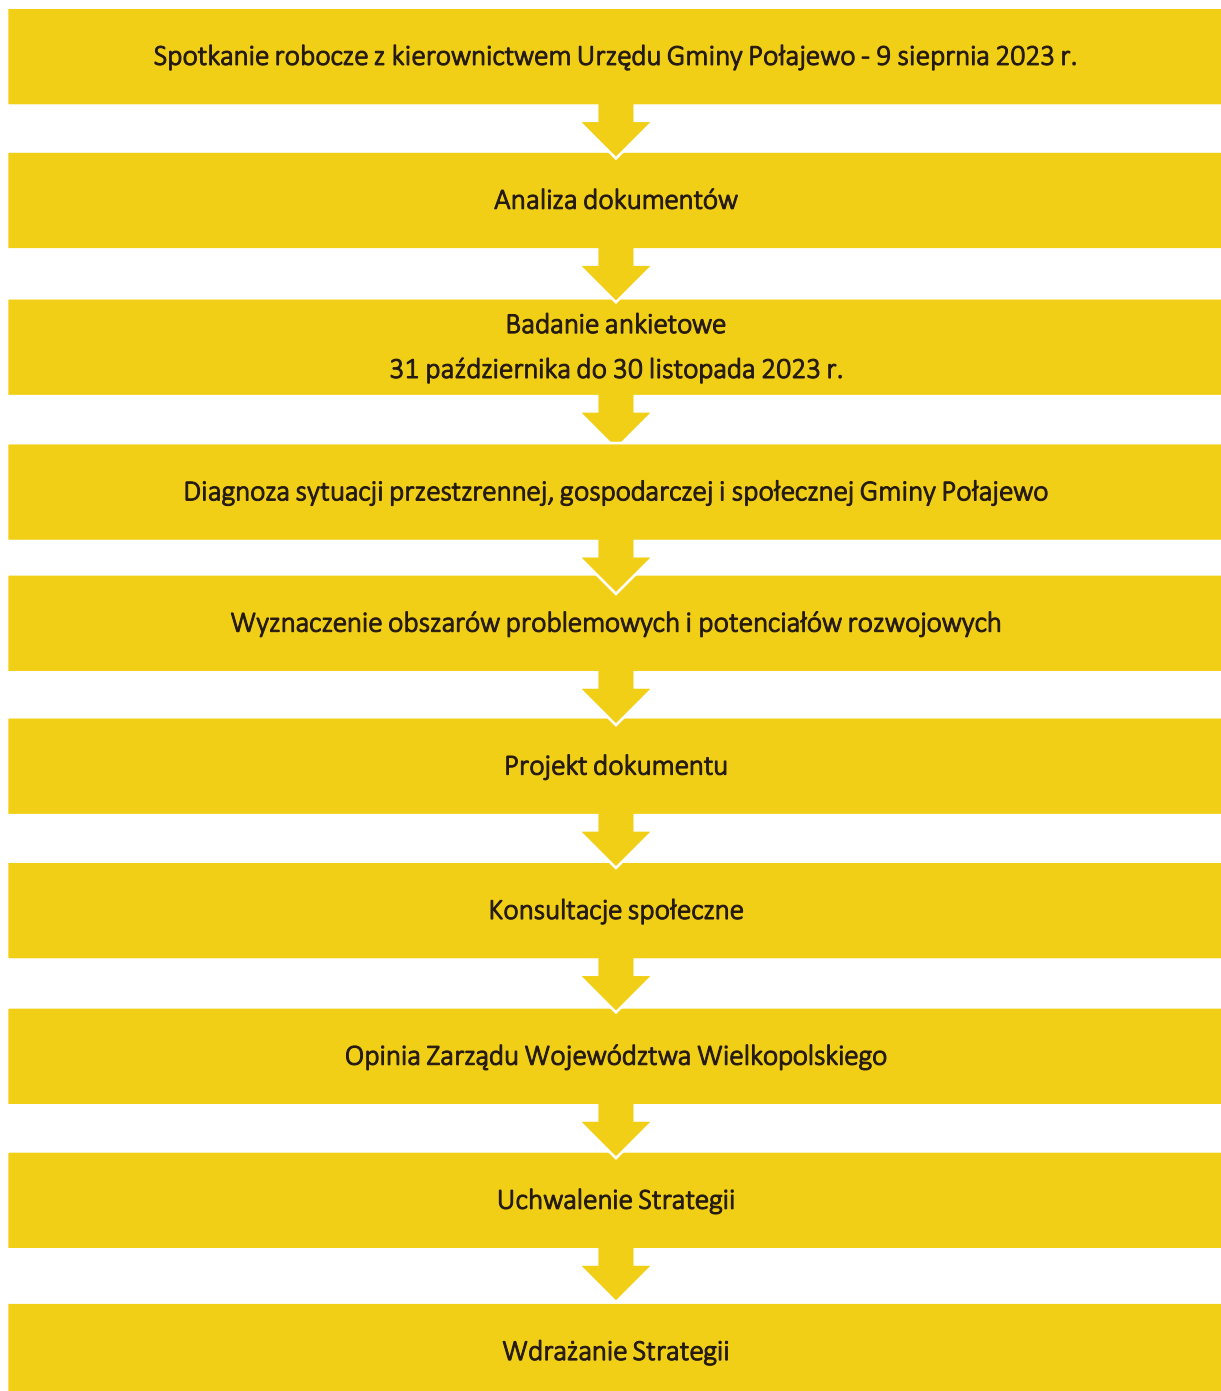 Spotkanie robocze z kierownictwem Urzędu Gminy Połajewo - 9 sieprnia 2023 r.
Analiza dokumentów
Badanie ankietowe
31 października do 30 listopada 2023 r.
Diagnoza sytuacji przestzrennej, gospodarczej i społecznej Gminy Połajewo
Wyznaczenie obszarów problemowych i potenciałów rozwojowych
Projekt dokumentu
Konsultacje społeczne
Opinia Zarządu Województwa Wielkopolskiego
Uchwalenie Strategii
Wdrażanie Strategii